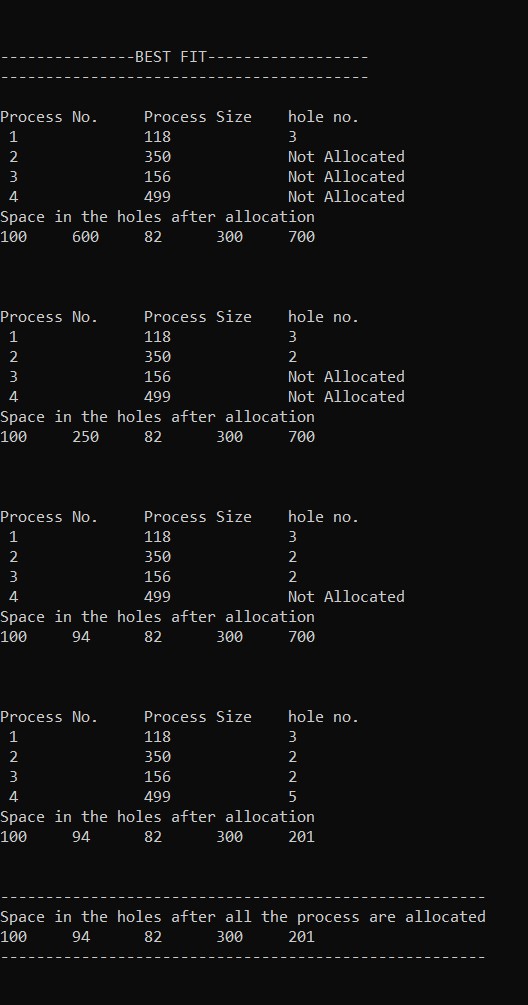 ---------------BEST FIT------------------
-----------------------------------------
Process No.     Process Size    hole no.
 1              118             3
 2              350             Not Allocated
 3              156             Not Allocated
 4              499             Not Allocated
Space in the holes after allocation
100     600     82      300     700
Process No.     Process Size    hole no.
 1              118             3
 2              350             2
 3              156             Not Allocated
 4              499             Not Allocated
Space in the holes after allocation
100     250     82      300     700
Process No.     Process Size    hole no.
 1              118             3
 2              350             2
 3              156             2
 4              499             Not Allocated
Space in the holes after allocation
100     94      82      300     700
Process No.     Process Size    hole no.
 1              118             3
 2              350             2
 3              156             2
 4              499             5
Space in the holes after allocation
100     94      82      300     201
------------------------------------------------------
Space in the holes after all the process are allocated
100     94      82      300     201
------------------------------------------------------